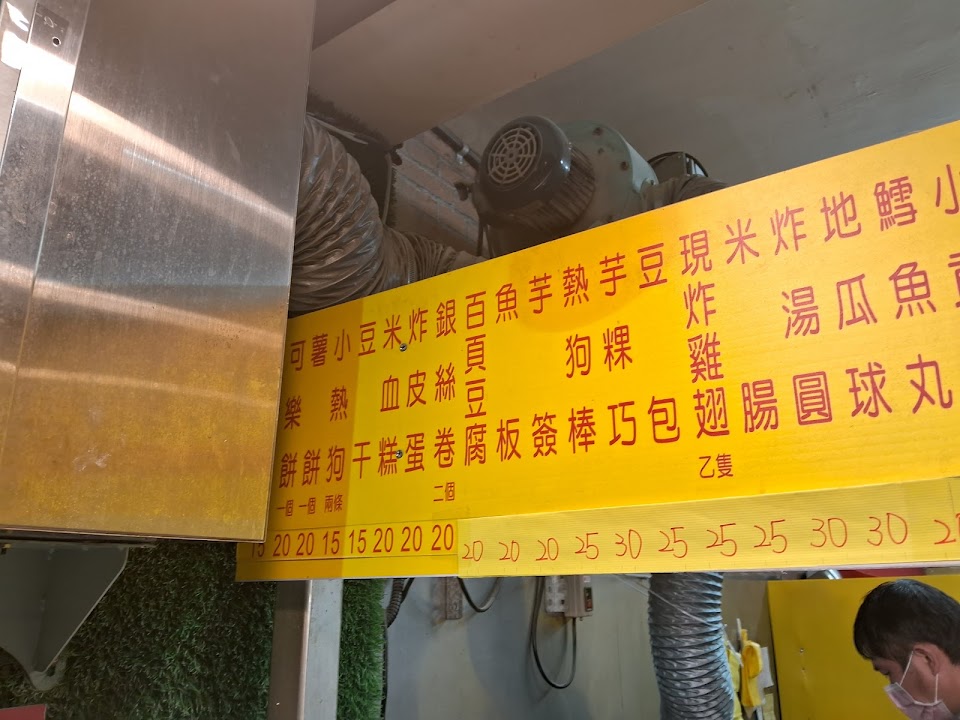 鱈魚丸
地瓜球
炸湯圓
米腸
現炸雞翅
乙隻
豆包
芋粿巧
熱狗棒
芋簽
魚板
百頁豆腐
銀絲卷
二個
炸皮蛋
米血糕
豆干
小熱狗
兩條
薯餅
一個
可樂餅
一個
15 20 20 15 15 20 20 20 20 20 20 25 30 25 25 25 30 30